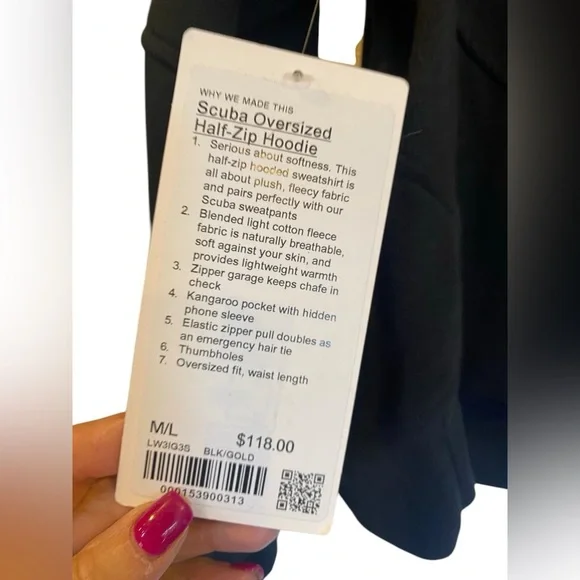 WHY WE MADE THIS
Scuba Oversized
Half-Zip Hoodie
1. Serious about softness. This
half-zip hooded sweatshirt is
all about plush, fleecy fabric
and pairs perfectly with our
Scuba sweatpants
2. Blended light cotton fleece
fabric is naturally breathable,
soft against your skin, and
provides lightweight warmth
3. Zipper garage keeps chafe in
check
4. Kangaroo pocket with hidden
phone sleeve
5. Elastic zipper pull doubles as
an emergency hair tie
6. Thumbholes
7. Oversized fit, waist length
M/L $118.00
LW3IG3S BLK/GOLD
000153900313